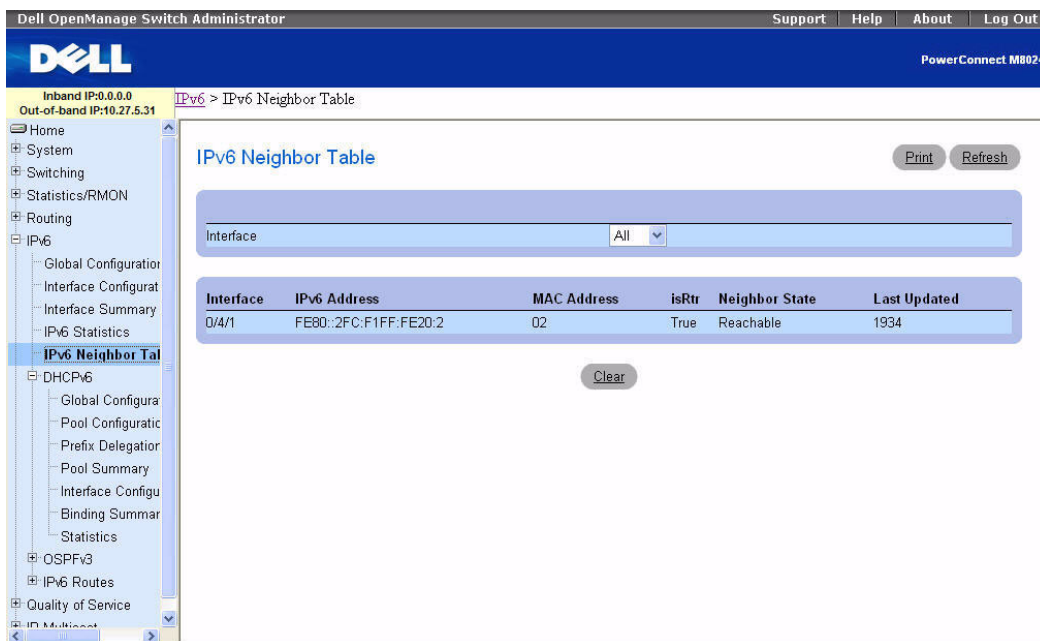 Dell OpenManage Switch Administrator
Support Help About Log Out
DELL
PowerConnect M802
Inband IP:0.0.0.0
Out-of-band IP:10.27.5.31
IPv6 > IPv6 Neighbor Table
Home
System
Switching
Statistics/RMON
Routing
IPv6
Global Configuration
Interface Configurat
Interface Summary
IPv6 Statistics
IPv6 Neighbor Tal
DHCPv6
Global Configura
Pool Configuratic
Prefix Delegation
Pool Summary
Interface Configu
Binding Summar
Statistics
OSPFv3
IPv6 Routes
Quality of Service
IP Multicast
IPv6 Neighbor Table
Print Refresh
Interface All
Interface IPv6 Address MAC Address isRtr Neighbor State Last Updated
0/4/1 FE80::2FC:F1FF:FE20:2 02 True Reachable 1934
Clear